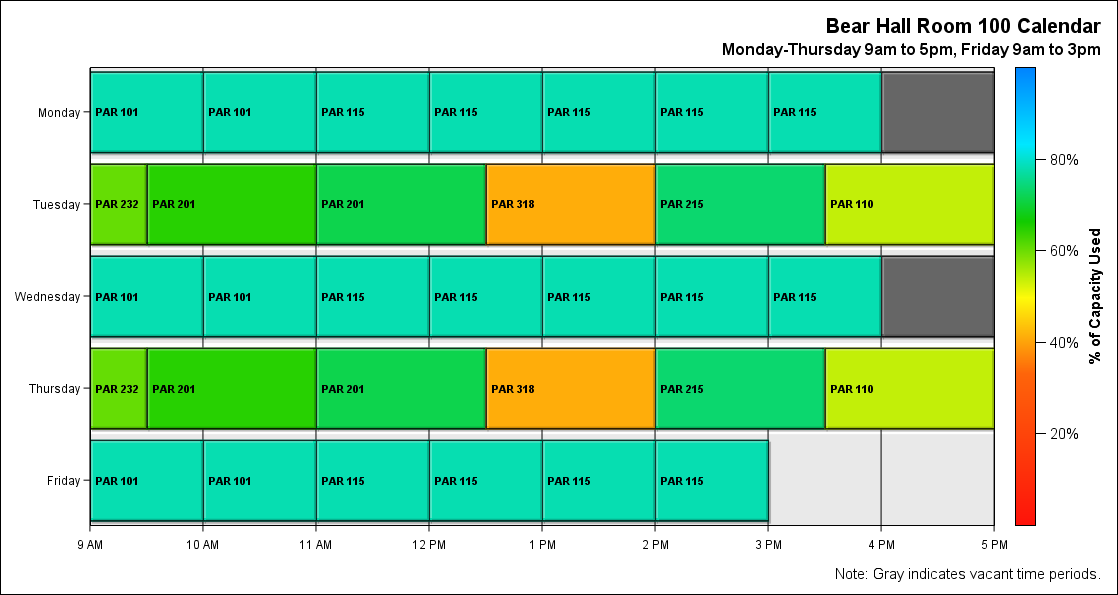 Bear Hall Room 100 Calendar
Monday-Thursday 9am to 5pm, Friday 9am to 3pm
Monday PAR 101 PAR 101 PAR 115 PAR 115 PAR 115 PAR 115 PAR 115
80%
Tuesday PAR 232 PAR 201 PAR 201 PAR 318 PAR 215 PAR 110
60%
% of Capacity Used
Wednesday PAR 101 PAR 101 PAR 115 PAR 115 PAR 115 PAR 115 PAR 115
40%
Thursday PAR 232 PAR 201 PAR 201 PAR 318 PAR 215 PAR 110
20%
Friday PAR 101 PAR 101 PAR 115 PAR 115 PAR 115 PAR 115
9 AM 10 AM 11 AM 12 PM 1 PM 2 PM 3 PM 4 PM 5 PM
Note: Gray indicates vacant time periods.